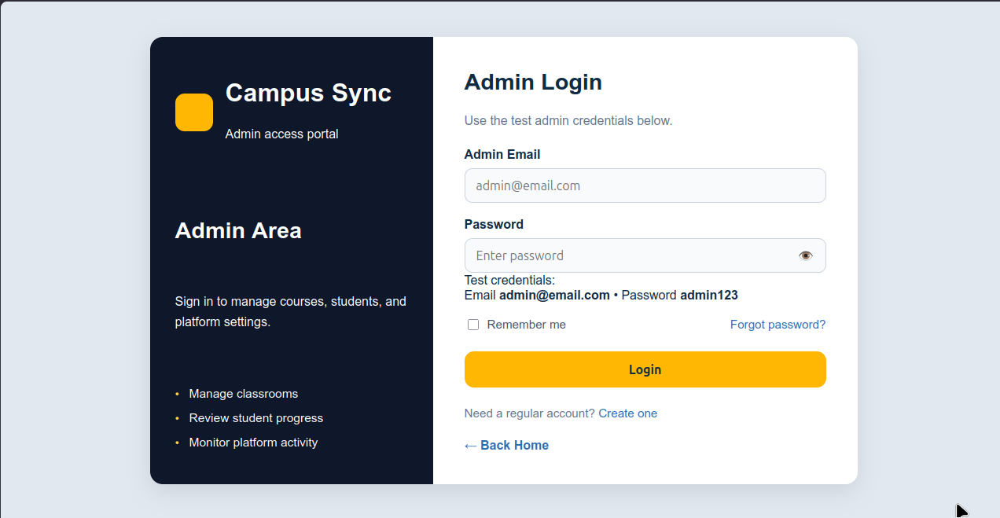 Campus Sync
Admin access portal
Admin Area
Sign in to manage courses, students, and
platform settings.
• Manage classrooms
• Review student progress
• Monitor platform activity
Admin Login
Use the test admin credentials below.
Admin Email
admin@email.com
Password
Enter password
Test credentials:
Email admin@email.com • Password admin123
Remember me
Forgot password?
Login
Need a regular account? Create one
← Back Home